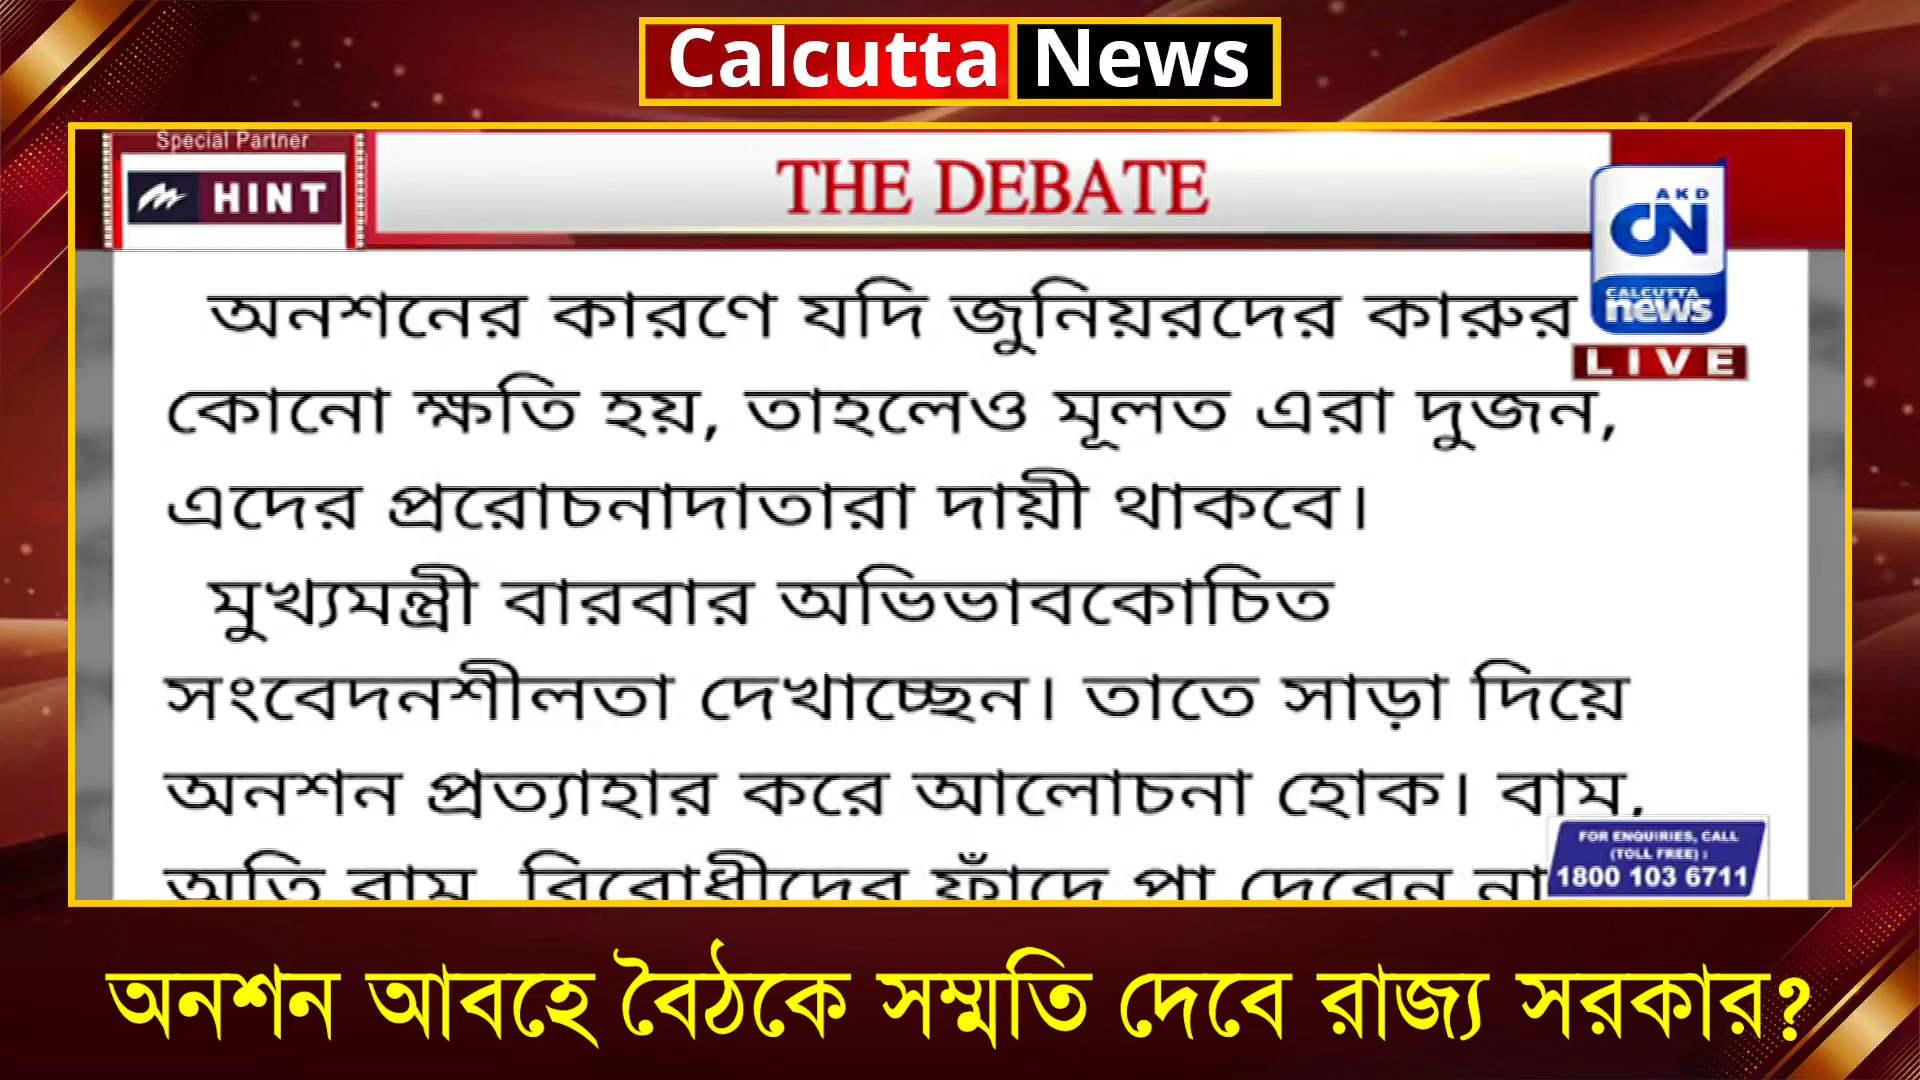 Calcutta News
Special Partner
HINT
THE DEBATE
AKD
CN
CALCUTTA
news
LIVE
অনশনের কারণে যদি জুনিয়রদের কারুর
কোনো ক্ষতি হয়, তাহলেও মূলত এরা দুজন,
এদের প্ররোচনাদাতারা দায়ী থাকবে।
মুখ্যমন্ত্রী বারবার অভিভাবকোচিত
সংবেদনশীলতা দেখাচ্ছেন। তাতে সাড়া দিয়ে
অনশন প্রত্যাহার করে আলোচনা হোক। বাম,
অতি বাম, বিরোধীদের ফাঁদে পা দেবেন না
FOR ENQUIRIES, CALL
(TOLL FREE) :
1800 103 6711
অনশন আবহে বৈঠকে সম্মতি দেবে রাজ্য সরকার?